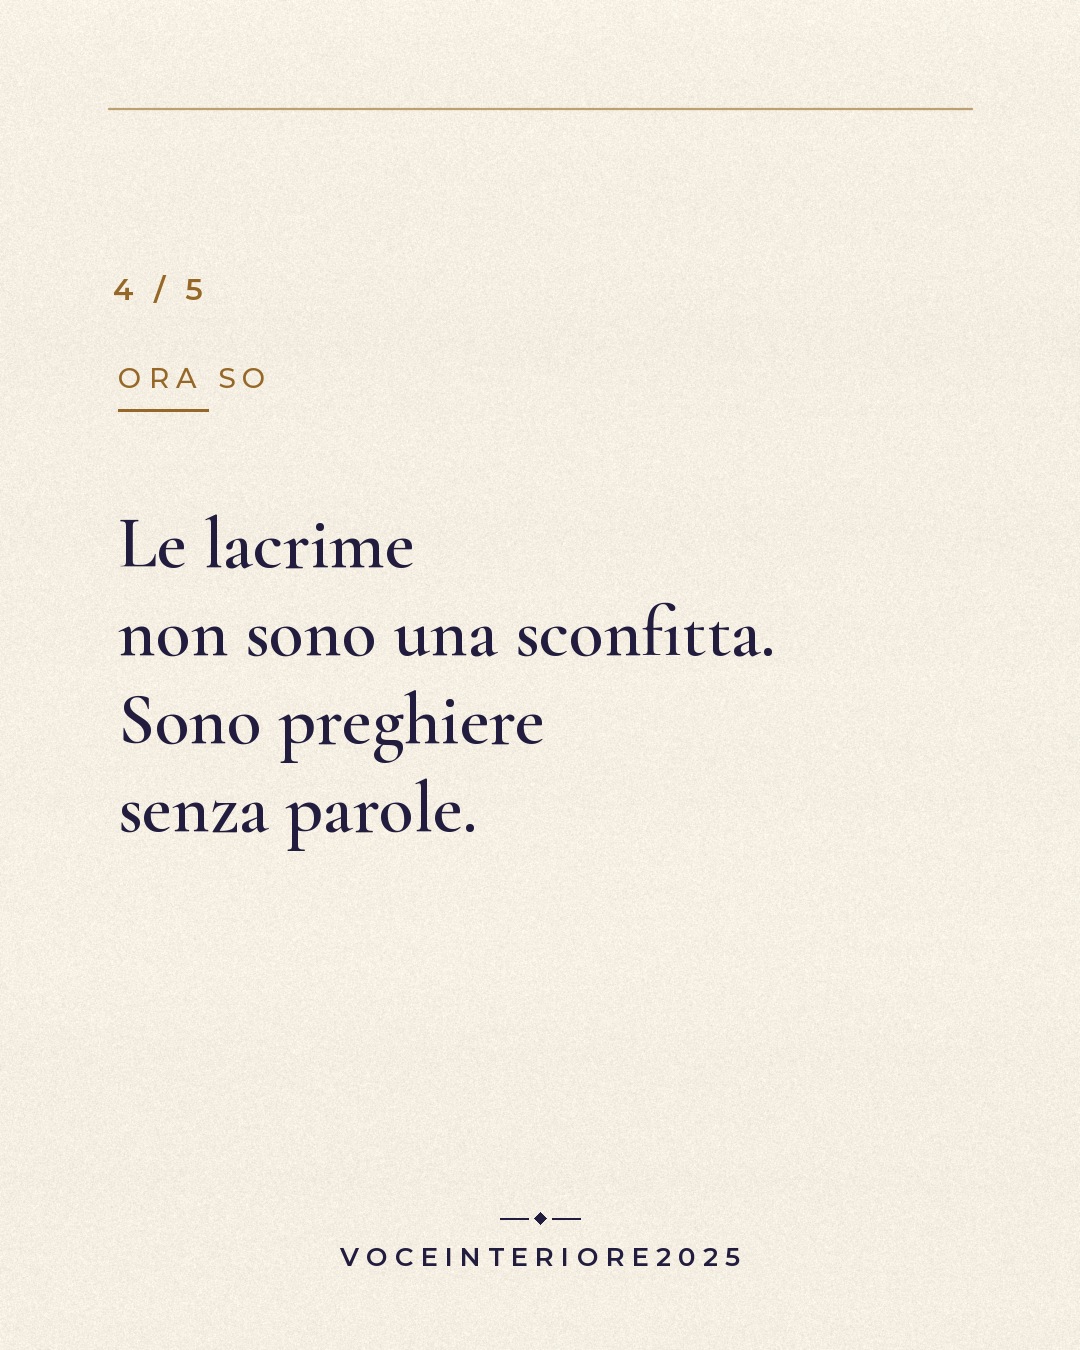 4 / 5
ORA SO
Le lacrime
non sono una sconfitta.
Sono preghiere
senza parole.
VOCEINTERIORE2025